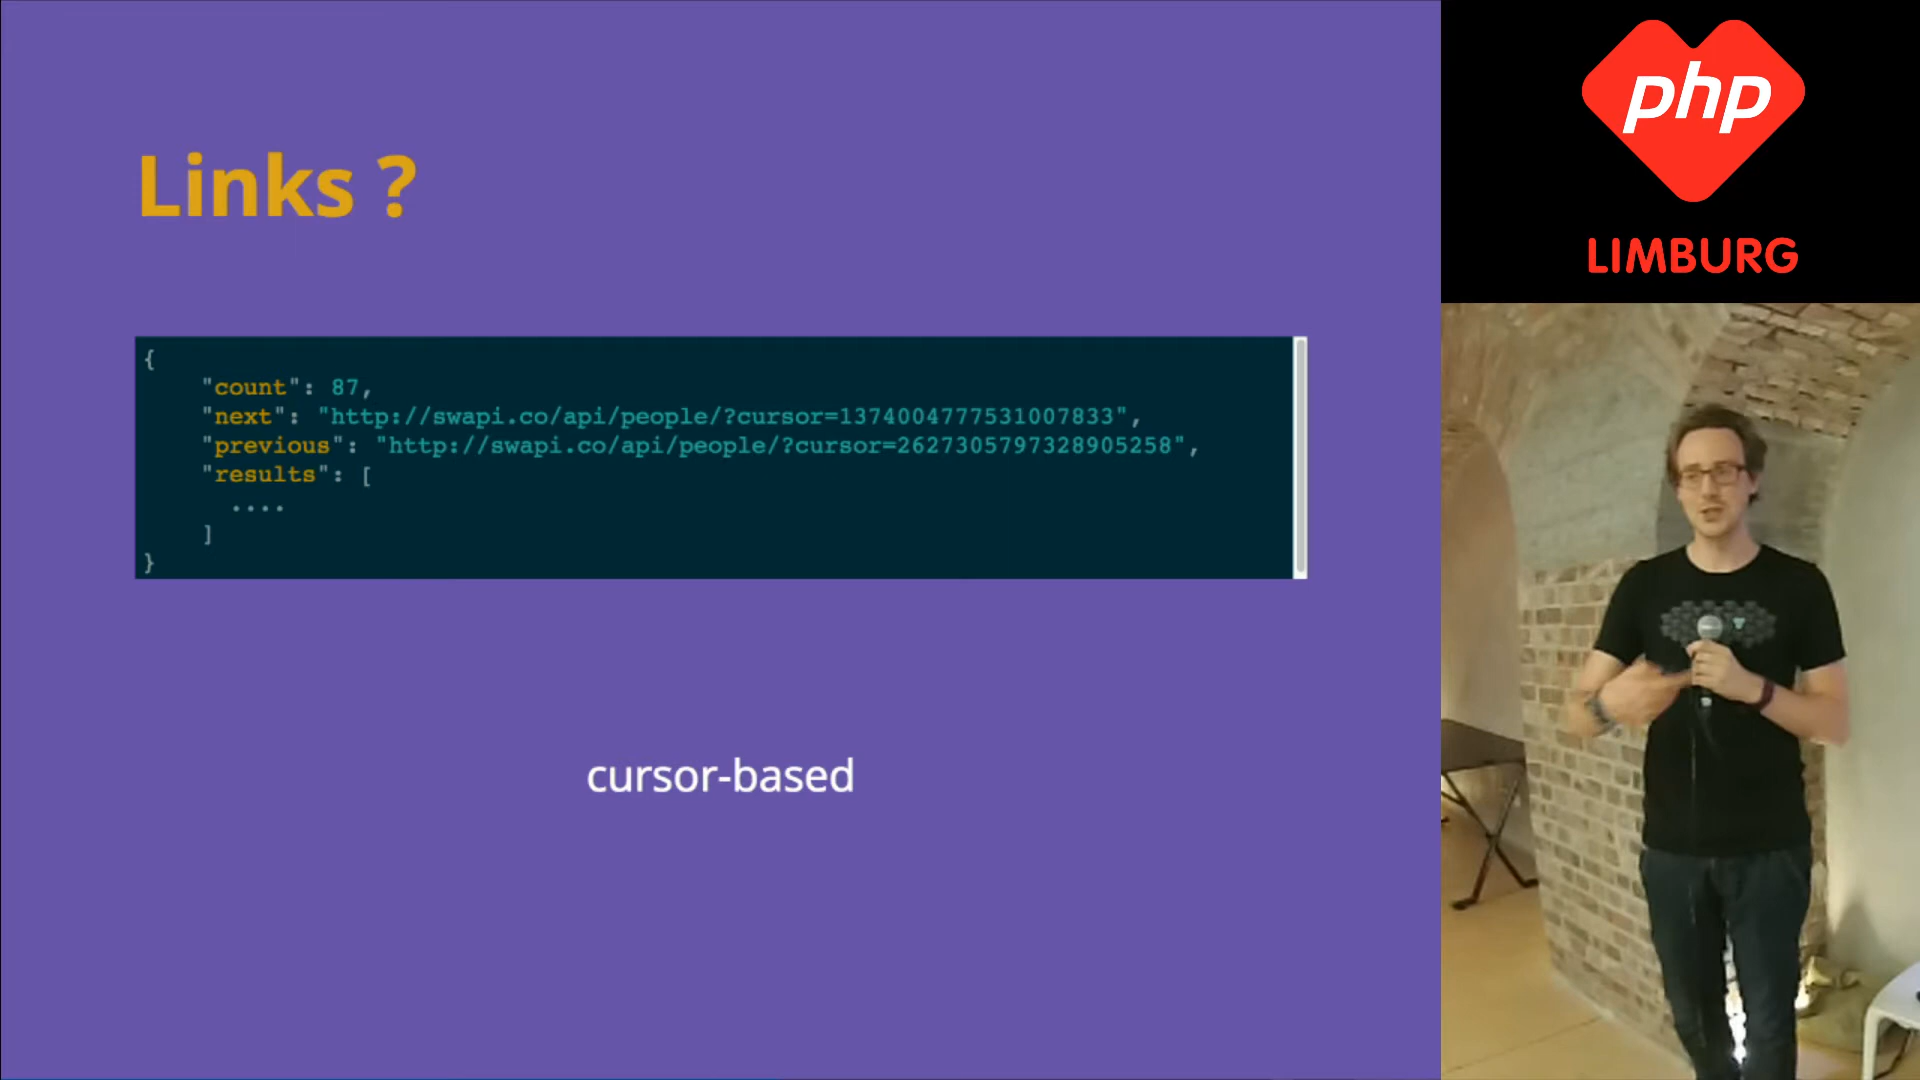 Links ?
{
    "count": 87,
    "next": "http://swapi.co/api/people/?cursor=1374004777531007833",
    "previous": "http://swapi.co/api/people/?cursor=2627305797328905258",
    "results": [
      ....
    ]
}
cursor-based
php
LIMBURG